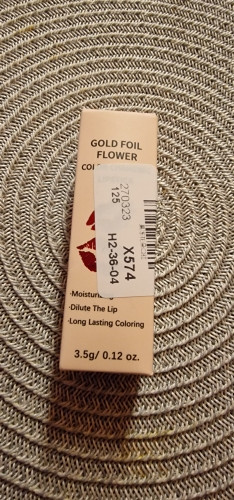 GOLD FOIL
FLOWER
270323
125
X574
H2-36-04
·Dilute The Lip
·Long Lasting Coloring
3.5g/ 0.12 oz.